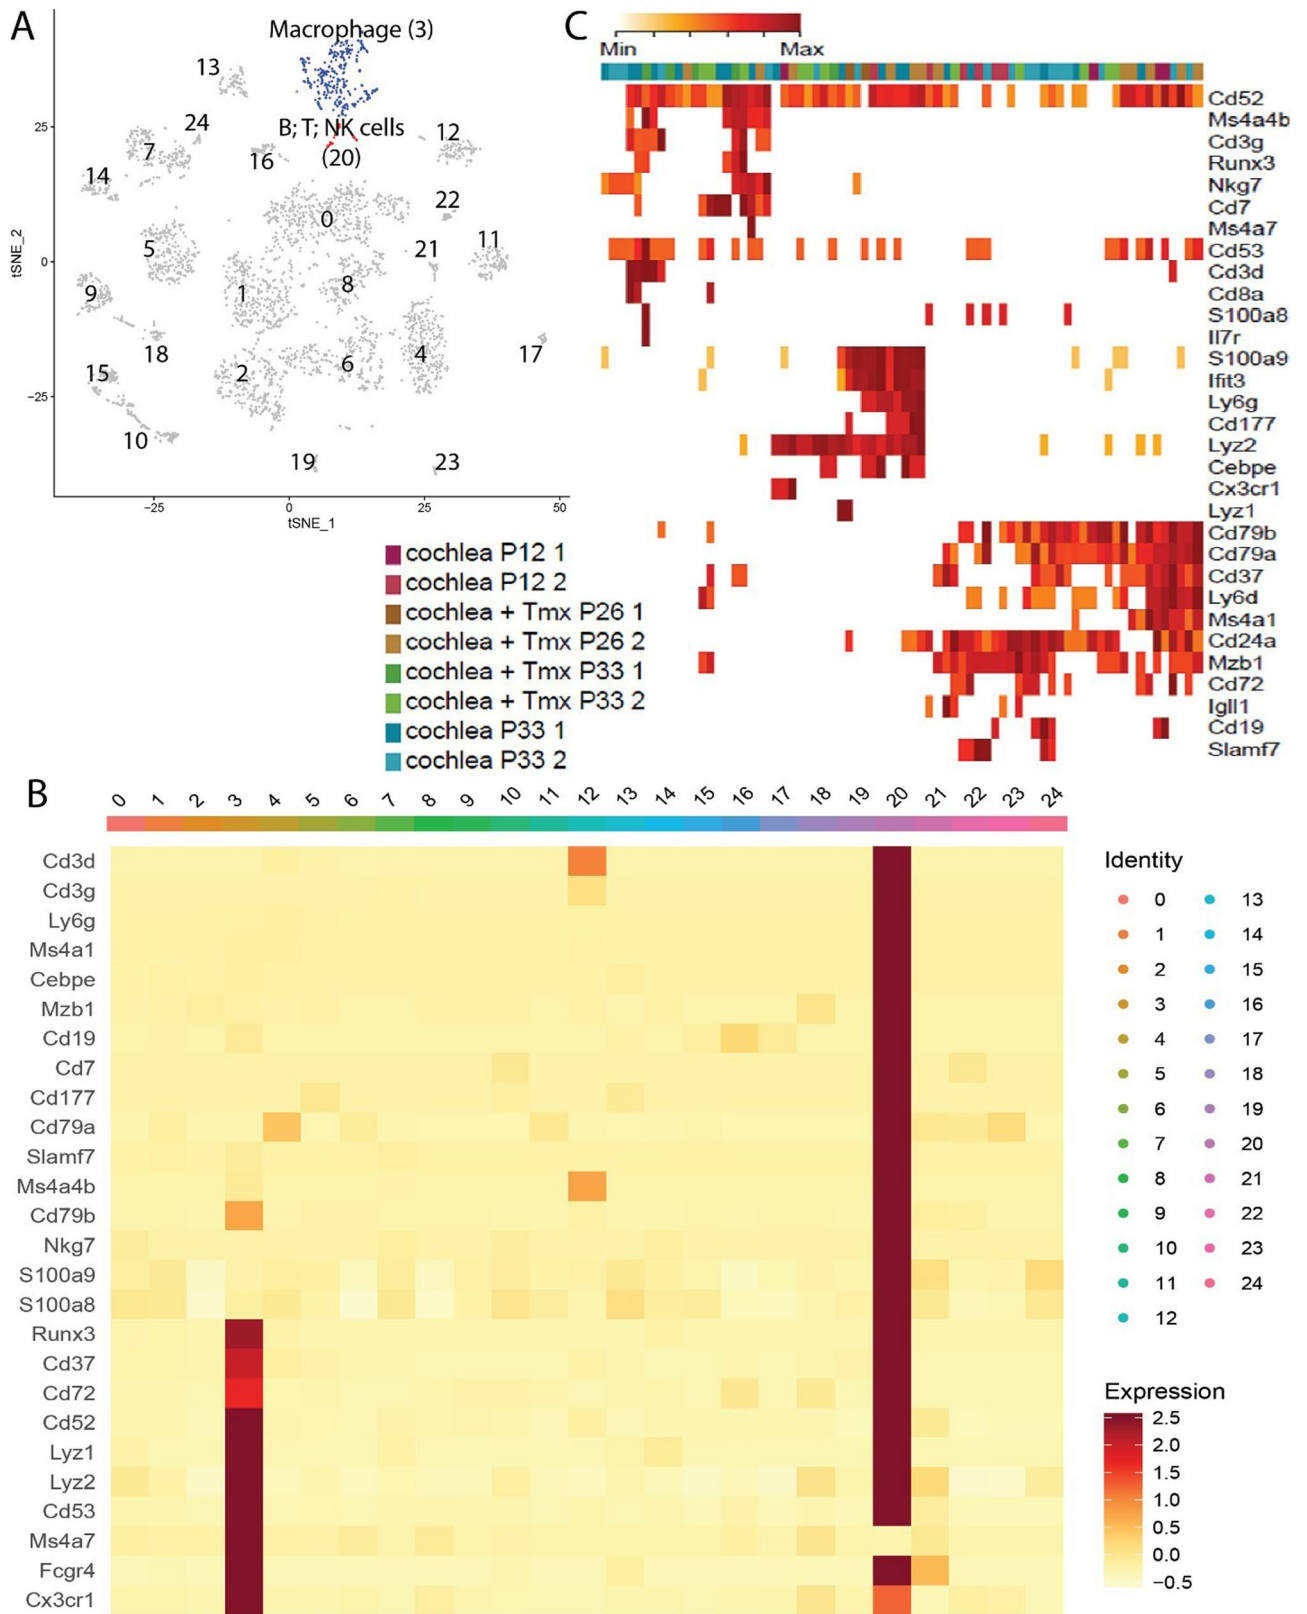 A
Macrophage (3)
13
B; T; NK cells
(20)
24
7
16
12
14
22
0
5
21
11
8
9
1
18
4
17
2
6
15
10
19
23
25
0
−25
tSNE_2
−25
0
25
50
tSNE_1
cochlea P12 1
cochlea P12 2
cochlea + Tmx P26 1
cochlea + Tmx P26 2
cochlea + Tmx P33 1
cochlea + Tmx P33 2
cochlea P33 1
cochlea P33 2
C
Min Max
Cd52
Ms4a4b
Cd3g
Runx3
Nkg7
Cd7
Ms4a7
Cd53
Cd3d
Cd8a
S100a8
Il7r
S100a9
Ifit3
Ly6g
Cd177
Lyz2
Cebpe
Cx3cr1
Lyz1
Cd79b
Cd79a
Cd37
Ly6d
Ms4a1
Cd24a
Mzb1
Cd72
Igll1
Cd19
Slamf7
B
0 1 2 3 4 5 6 7 8 9 10 11 12 13 14 15 16 17 18 19 20 21 22 23 24
Cd3d
Cd3g
Ly6g
Ms4a1
Cebpe
Mzb1
Cd19
Cd7
Cd177
Cd79a
Slamf7
Ms4a4b
Cd79b
Nkg7
S100a9
S100a8
Runx3
Cd37
Cd72
Cd52
Lyz1
Lyz2
Cd53
Ms4a7
Fcgr4
Cx3cr1
Identity
0 13
1 14
2 15
3 16
4 17
5 18
6 19
7 20
8 21
9 22
10 23
11 24
12
Expression
2.5
2.0
1.5
1.0
0.5
0.0
−0.5